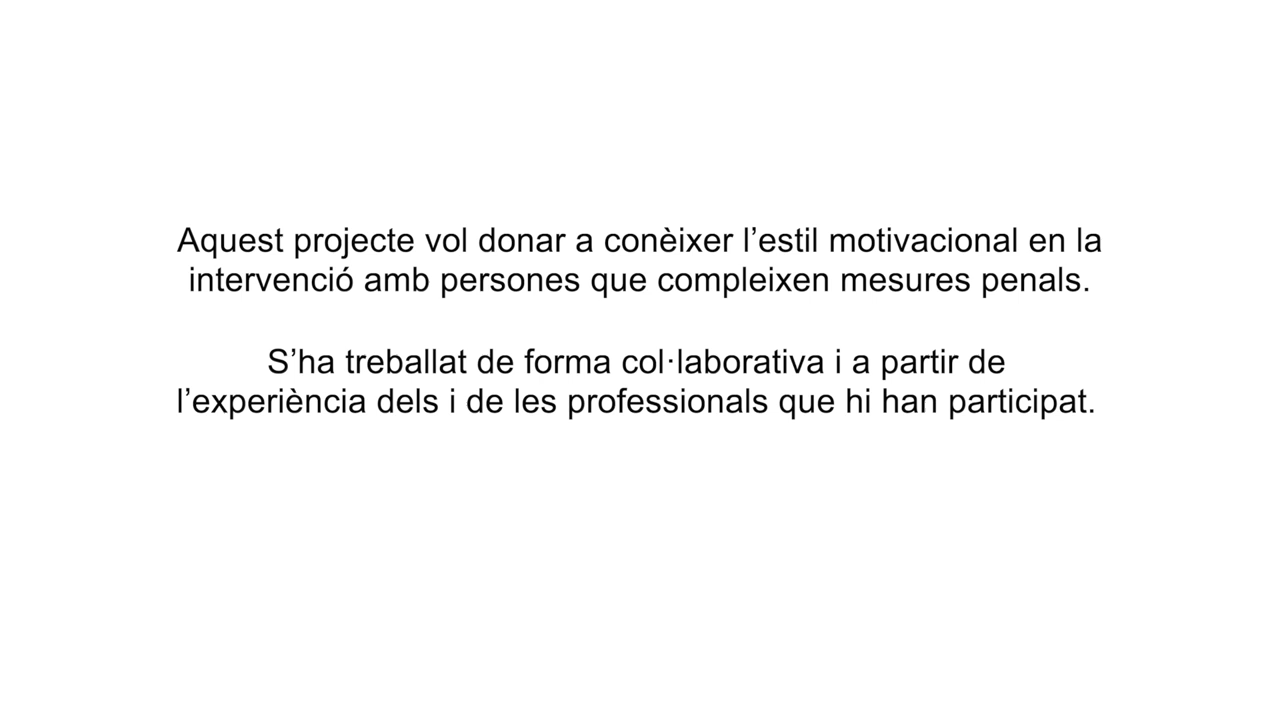 Aquest projecte vol donar a conèixer l’estil motivacional en la
intervenció amb persones que compleixen mesures penals.
S’ha treballat de forma col·laborativa i a partir de
l’experiència dels i de les professionals que hi han participat.